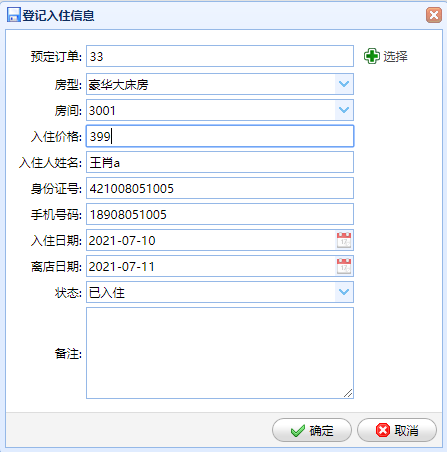 登记入住信息
预定订单: 33 选择
房型: 豪华大床房
房间: 3001
入住价格: 399
入住人姓名: 王肖a
身份证号: 421008051005
手机号码: 18908051005
入住日期: 2021-07-10
离店日期: 2021-07-11
状态: 已入住
备注:
确定 取消